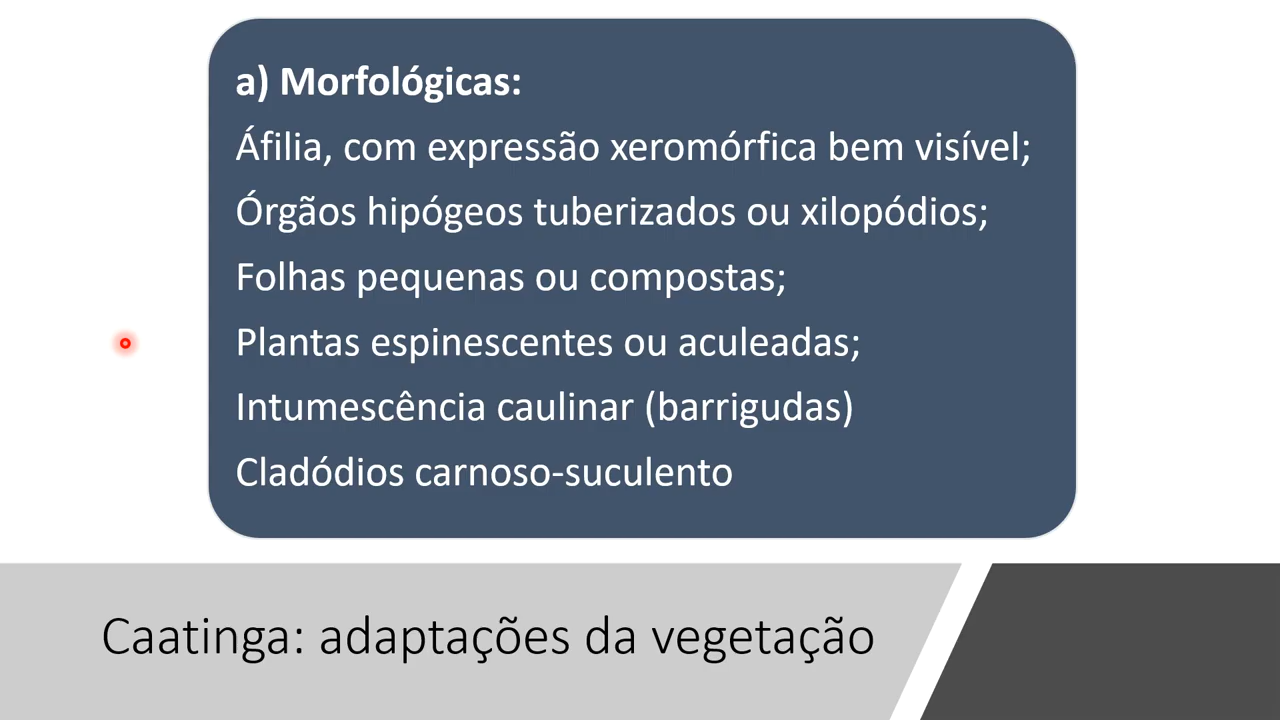 a) Morfológicas:
Áfilia, com expressão xeromórfica bem visível;
Órgãos hipógeos tuberizados ou xilopódios;
Folhas pequenas ou compostas;
Plantas espinescentes ou aculeadas;
Intumescência caulinar (barrigudas)
Cladódios carnoso-suculento
Caatinga: adaptações da vegetação